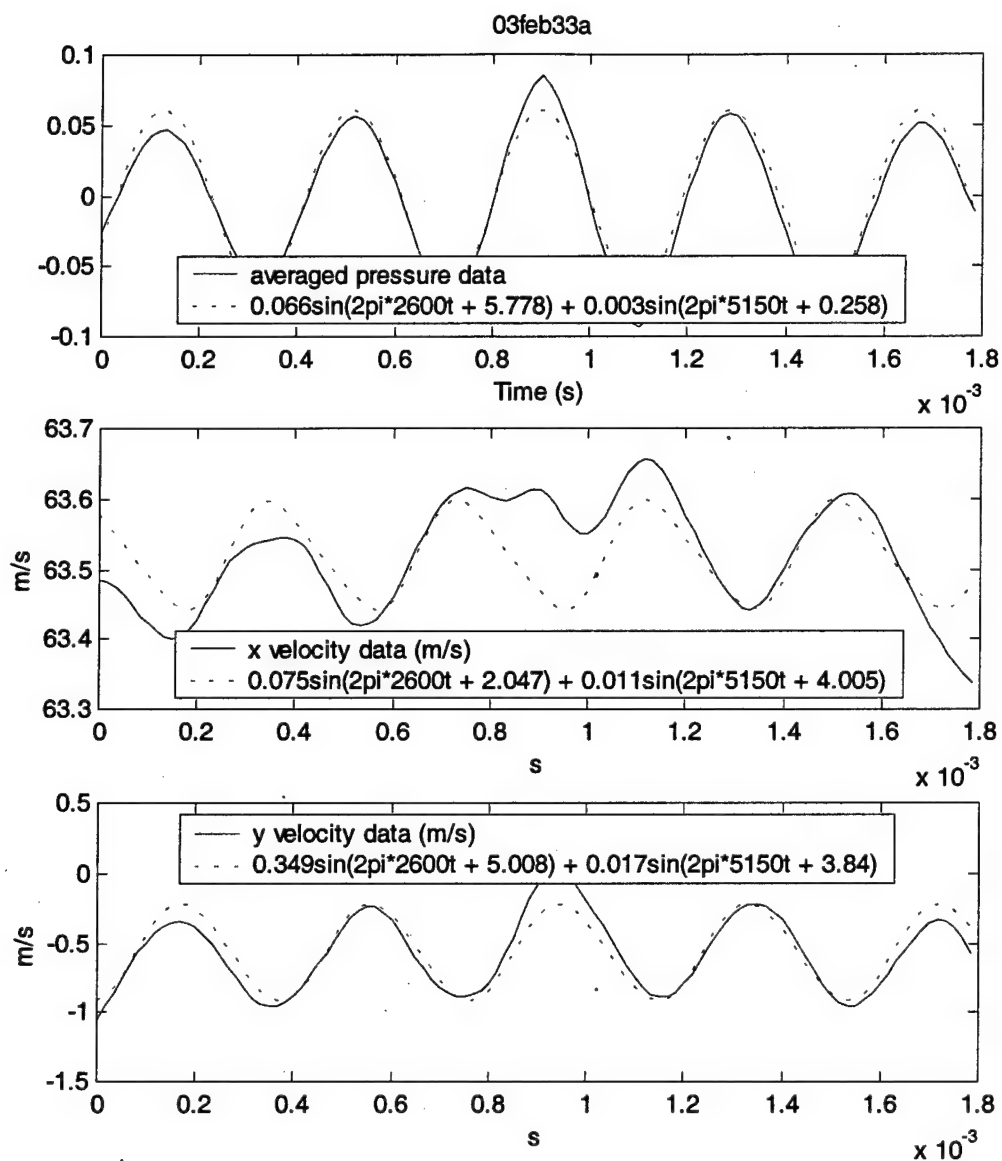 03feb33a
0.1
0.05
0
-0.05
-0.1
averaged pressure data
0.066sin(2pi*2600t + 5.778) + 0.003sin(2pi*5150t + 0.258)
0 0.2 0.4 0.6 0.8 1 1.2 1.4 1.6 1.8
Time (s)
x 10^-3
63.7
63.6
63.5
63.4
63.3
m/s
x velocity data (m/s)
0.075sin(2pi*2600t + 2.047) + 0.011sin(2pi*5150t + 4.005)
0 0.2 0.4 0.6 0.8 1 1.2 1.4 1.6 1.8
s
x 10^-3
0.5
0
-0.5
-1
-1.5
m/s
y velocity data (m/s)
0.349sin(2pi*2600t + 5.008) + 0.017sin(2pi*5150t + 3.84)
0 0.2 0.4 0.6 0.8 1 1.2 1.4 1.6 1.8
s
x 10^-3